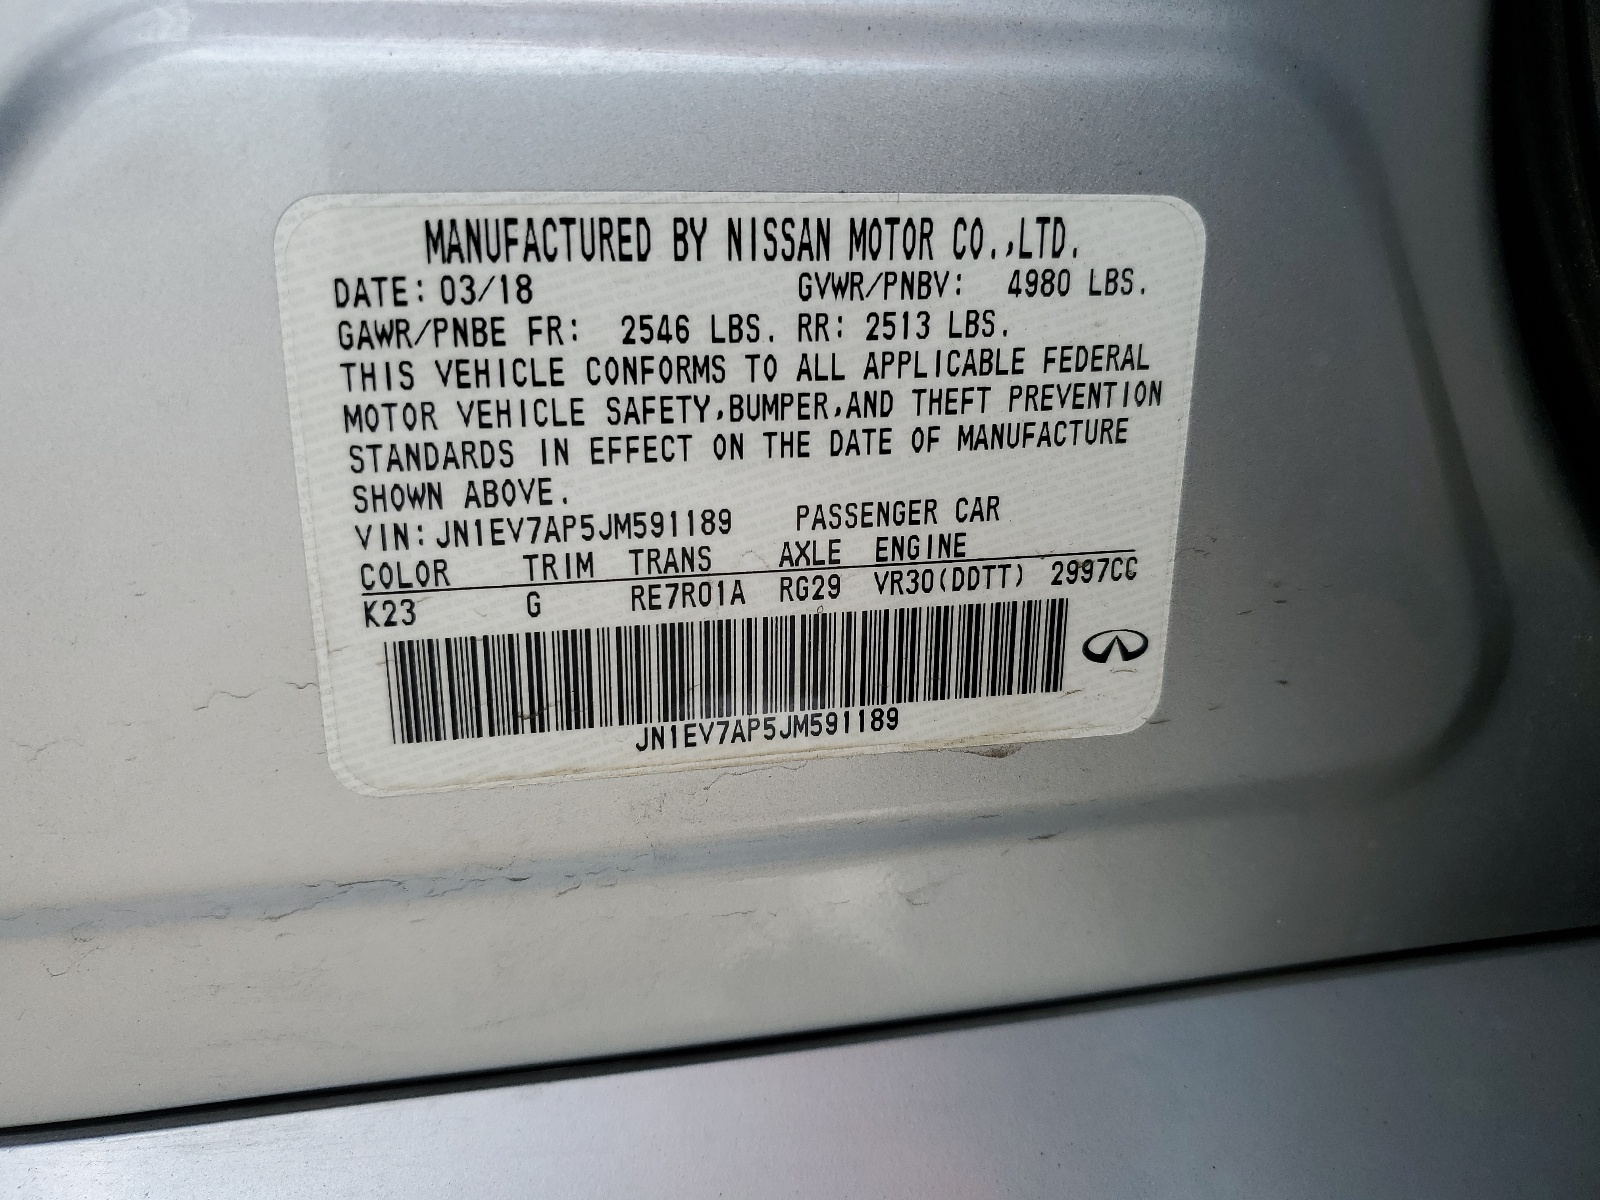 MANUFACTURED BY NISSAN MOTOR CO.,LTD.
DATE: 03/18 GVWR/PNBV: 4980 LBS.
GAWR/PNBE FR: 2546 LBS. RR: 2513 LBS.
THIS VEHICLE CONFORMS TO ALL APPLICABLE FEDERAL
MOTOR VEHICLE SAFETY,BUMPER,AND THEFT PREVENTION
STANDARDS IN EFFECT ON THE DATE OF MANUFACTURE
SHOWN ABOVE.
VIN:JN1EV7AP5JM591189 PASSENGER CAR
COLOR TRIM TRANS AXLE ENGINE
K23 G RE7R01A RG29 VR30(DDTT) 2997CC
JN1EV7AP5JM591189